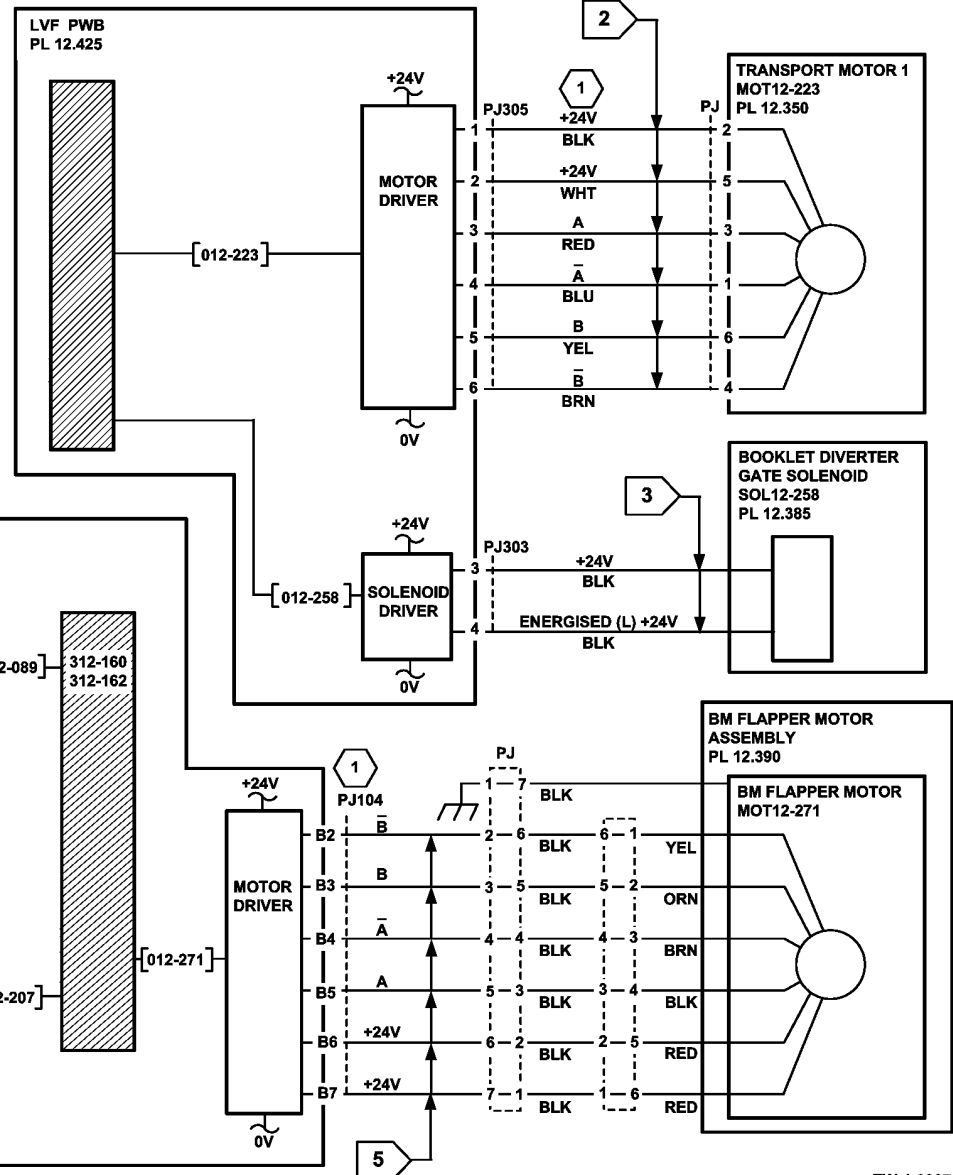 LVF PWB
PL 12.425
+24V
MOTOR
DRIVER
0V
[012-223]
PJ305
1
2
3
4
5
6
1
2
+24V
BLK
+24V
WHT
A
RED
A̅
BLU
B
YEL
B̅
BRN
PJ
2
5
3
1
6
4
TRANSPORT MOTOR 1
MOT12-223
PL 12.350
+24V
SOLENOID
DRIVER
0V
[012-258]
PJ303
3
4
3
+24V
BLK
ENERGISED (L) +24V
BLK
BOOKLET DIVERTER
GATE SOLENOID
SOL12-258
PL 12.385
2-089]
312-160
312-162
2-207]
[012-271]
+24V
MOTOR
DRIVER
0V
1
PJ104
B2
B3
B4
B5
B6
B7
B̅
B
A̅
A
+24V
+24V
5
PJ
1 7
BLK
2 6
BLK
6 1
YEL
3 5
BLK
5 2
ORN
4 4
BLK
4 3
BRN
5 3
BLK
3 4
BLK
6 2
BLK
2 5
RED
7 1
BLK
1 6
RED
BM FLAPPER MOTOR
ASSEMBLY
PL 12.390
BM FLAPPER MOTOR
MOT12-271